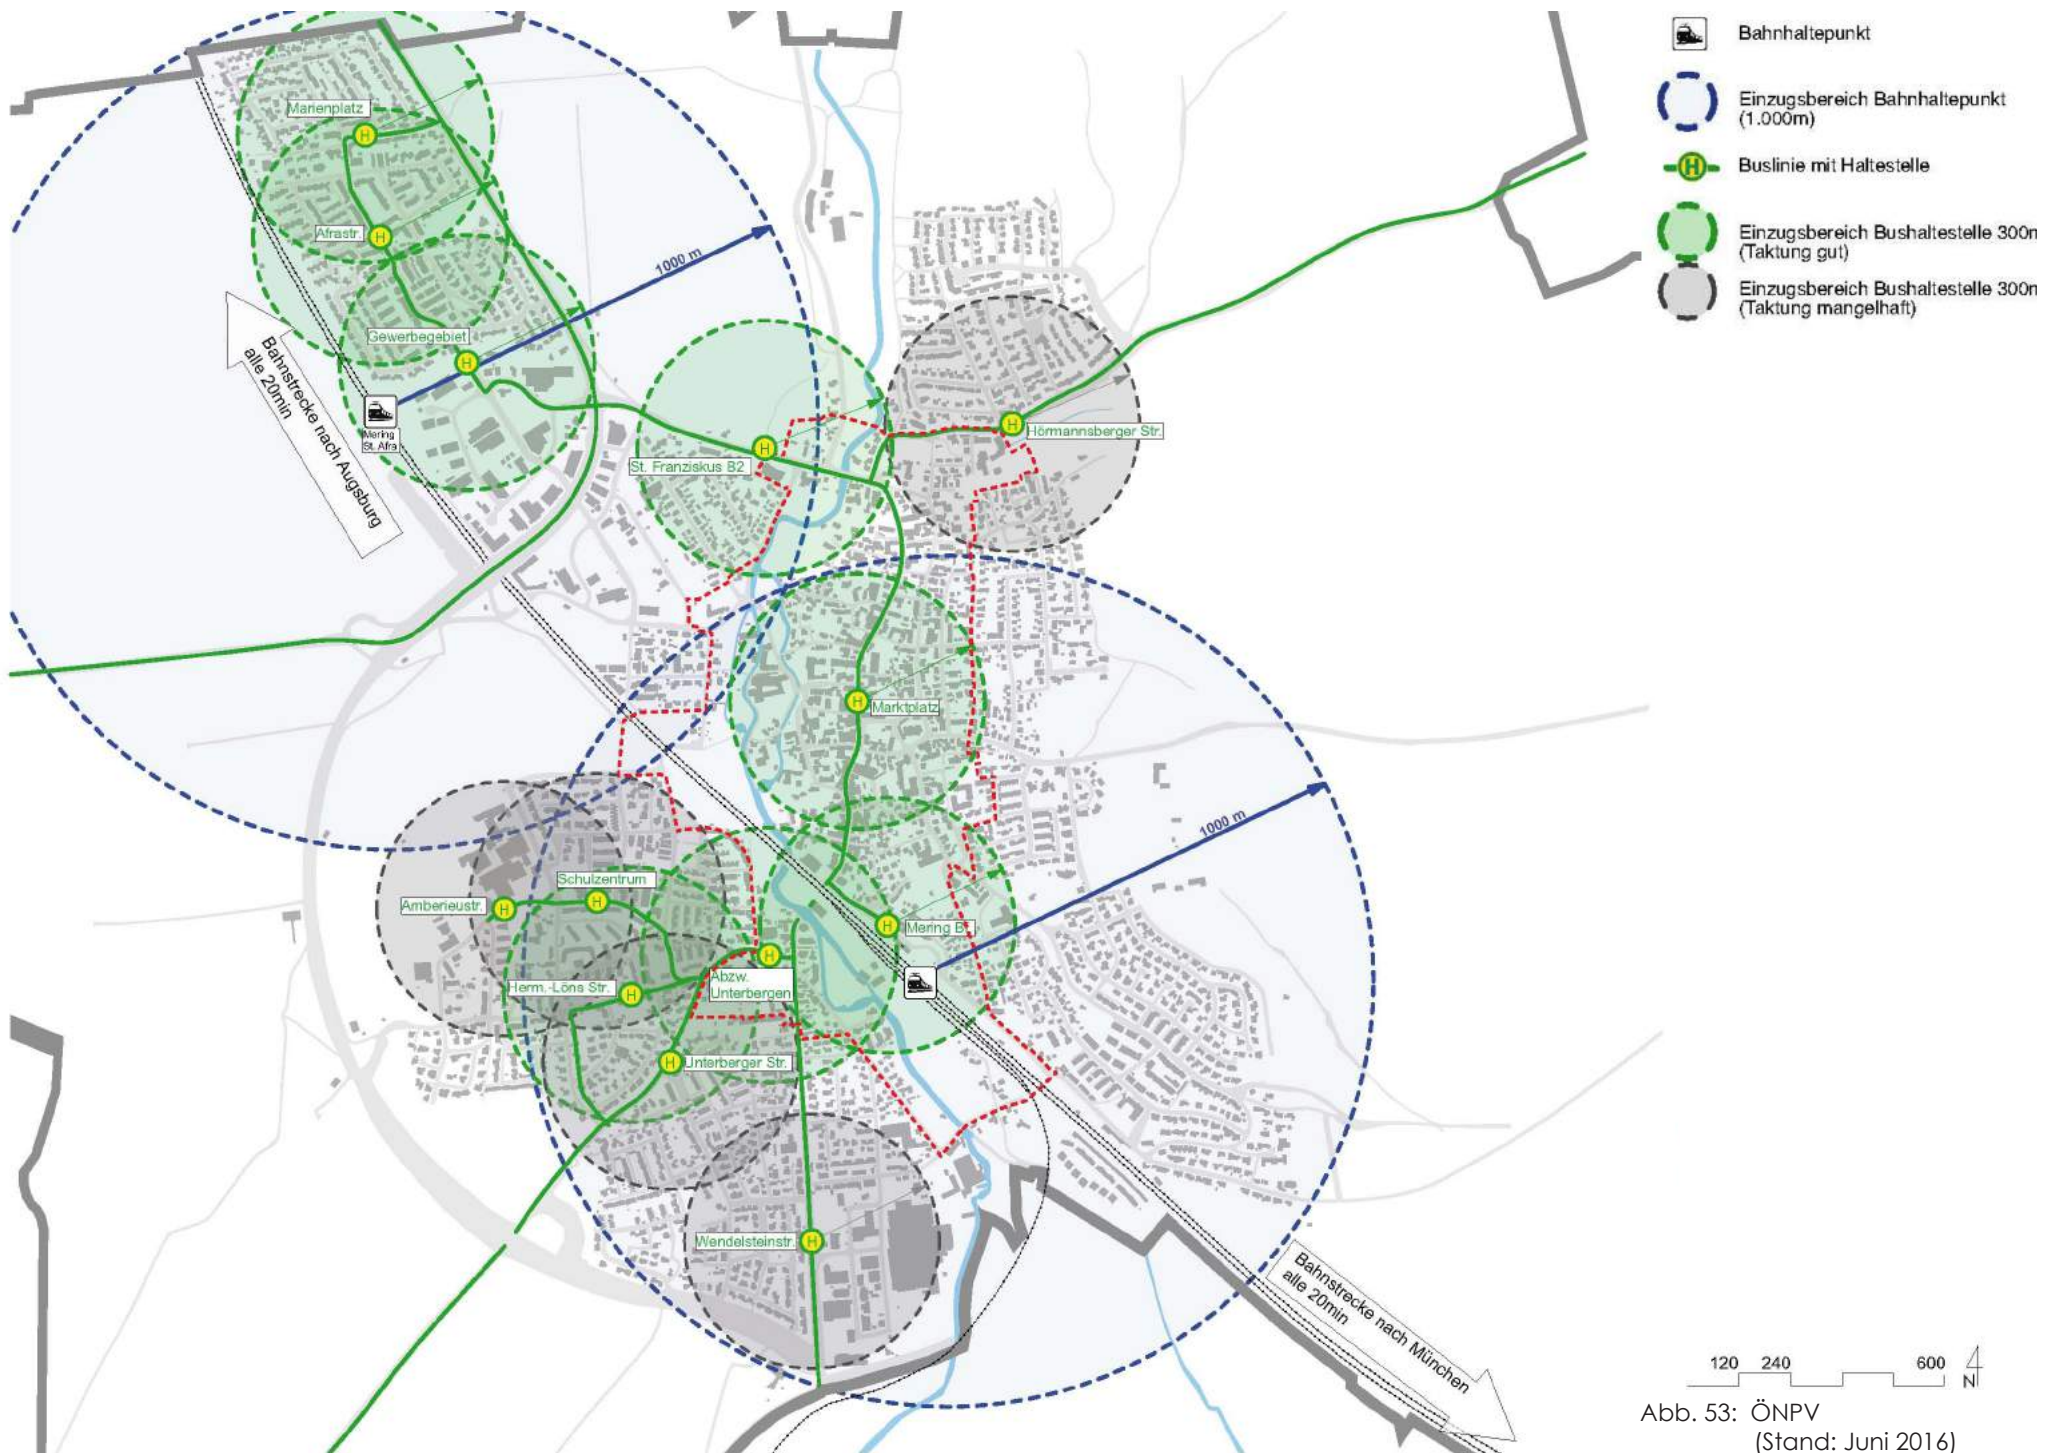 Bahnhaltepunkt
Einzugsbereich Bahnhaltepunkt
(1.000m)
H
Buslinie mit Haltestelle
Einzugsbereich Bushaltestelle 300m
(Taktung gut)
Einzugsbereich Bushaltestelle 300m
(Taktung mangelhaft)
Marienplatz
H
Afrastr.
H
Gewerbegebiet
H
1000 m
Mering
St. Afra
Bahnstrecke nach Augsburg
alle 20min
St. Franziskus B2
H
H
Hörmannsberger Str.
H
Marktplatz
1000 m
Schulzentrum
H
Amberieustr.
H
H
Mering B
H
Abzw.
Unterbergen
Herm.-Löns Str.
H
H
Unterberger Str.
Wendelsteinstr.
H
Bahnstrecke nach München
alle 20min
120 240 600
N
Abb. 53: ÖNPV
(Stand: Juni 2016)